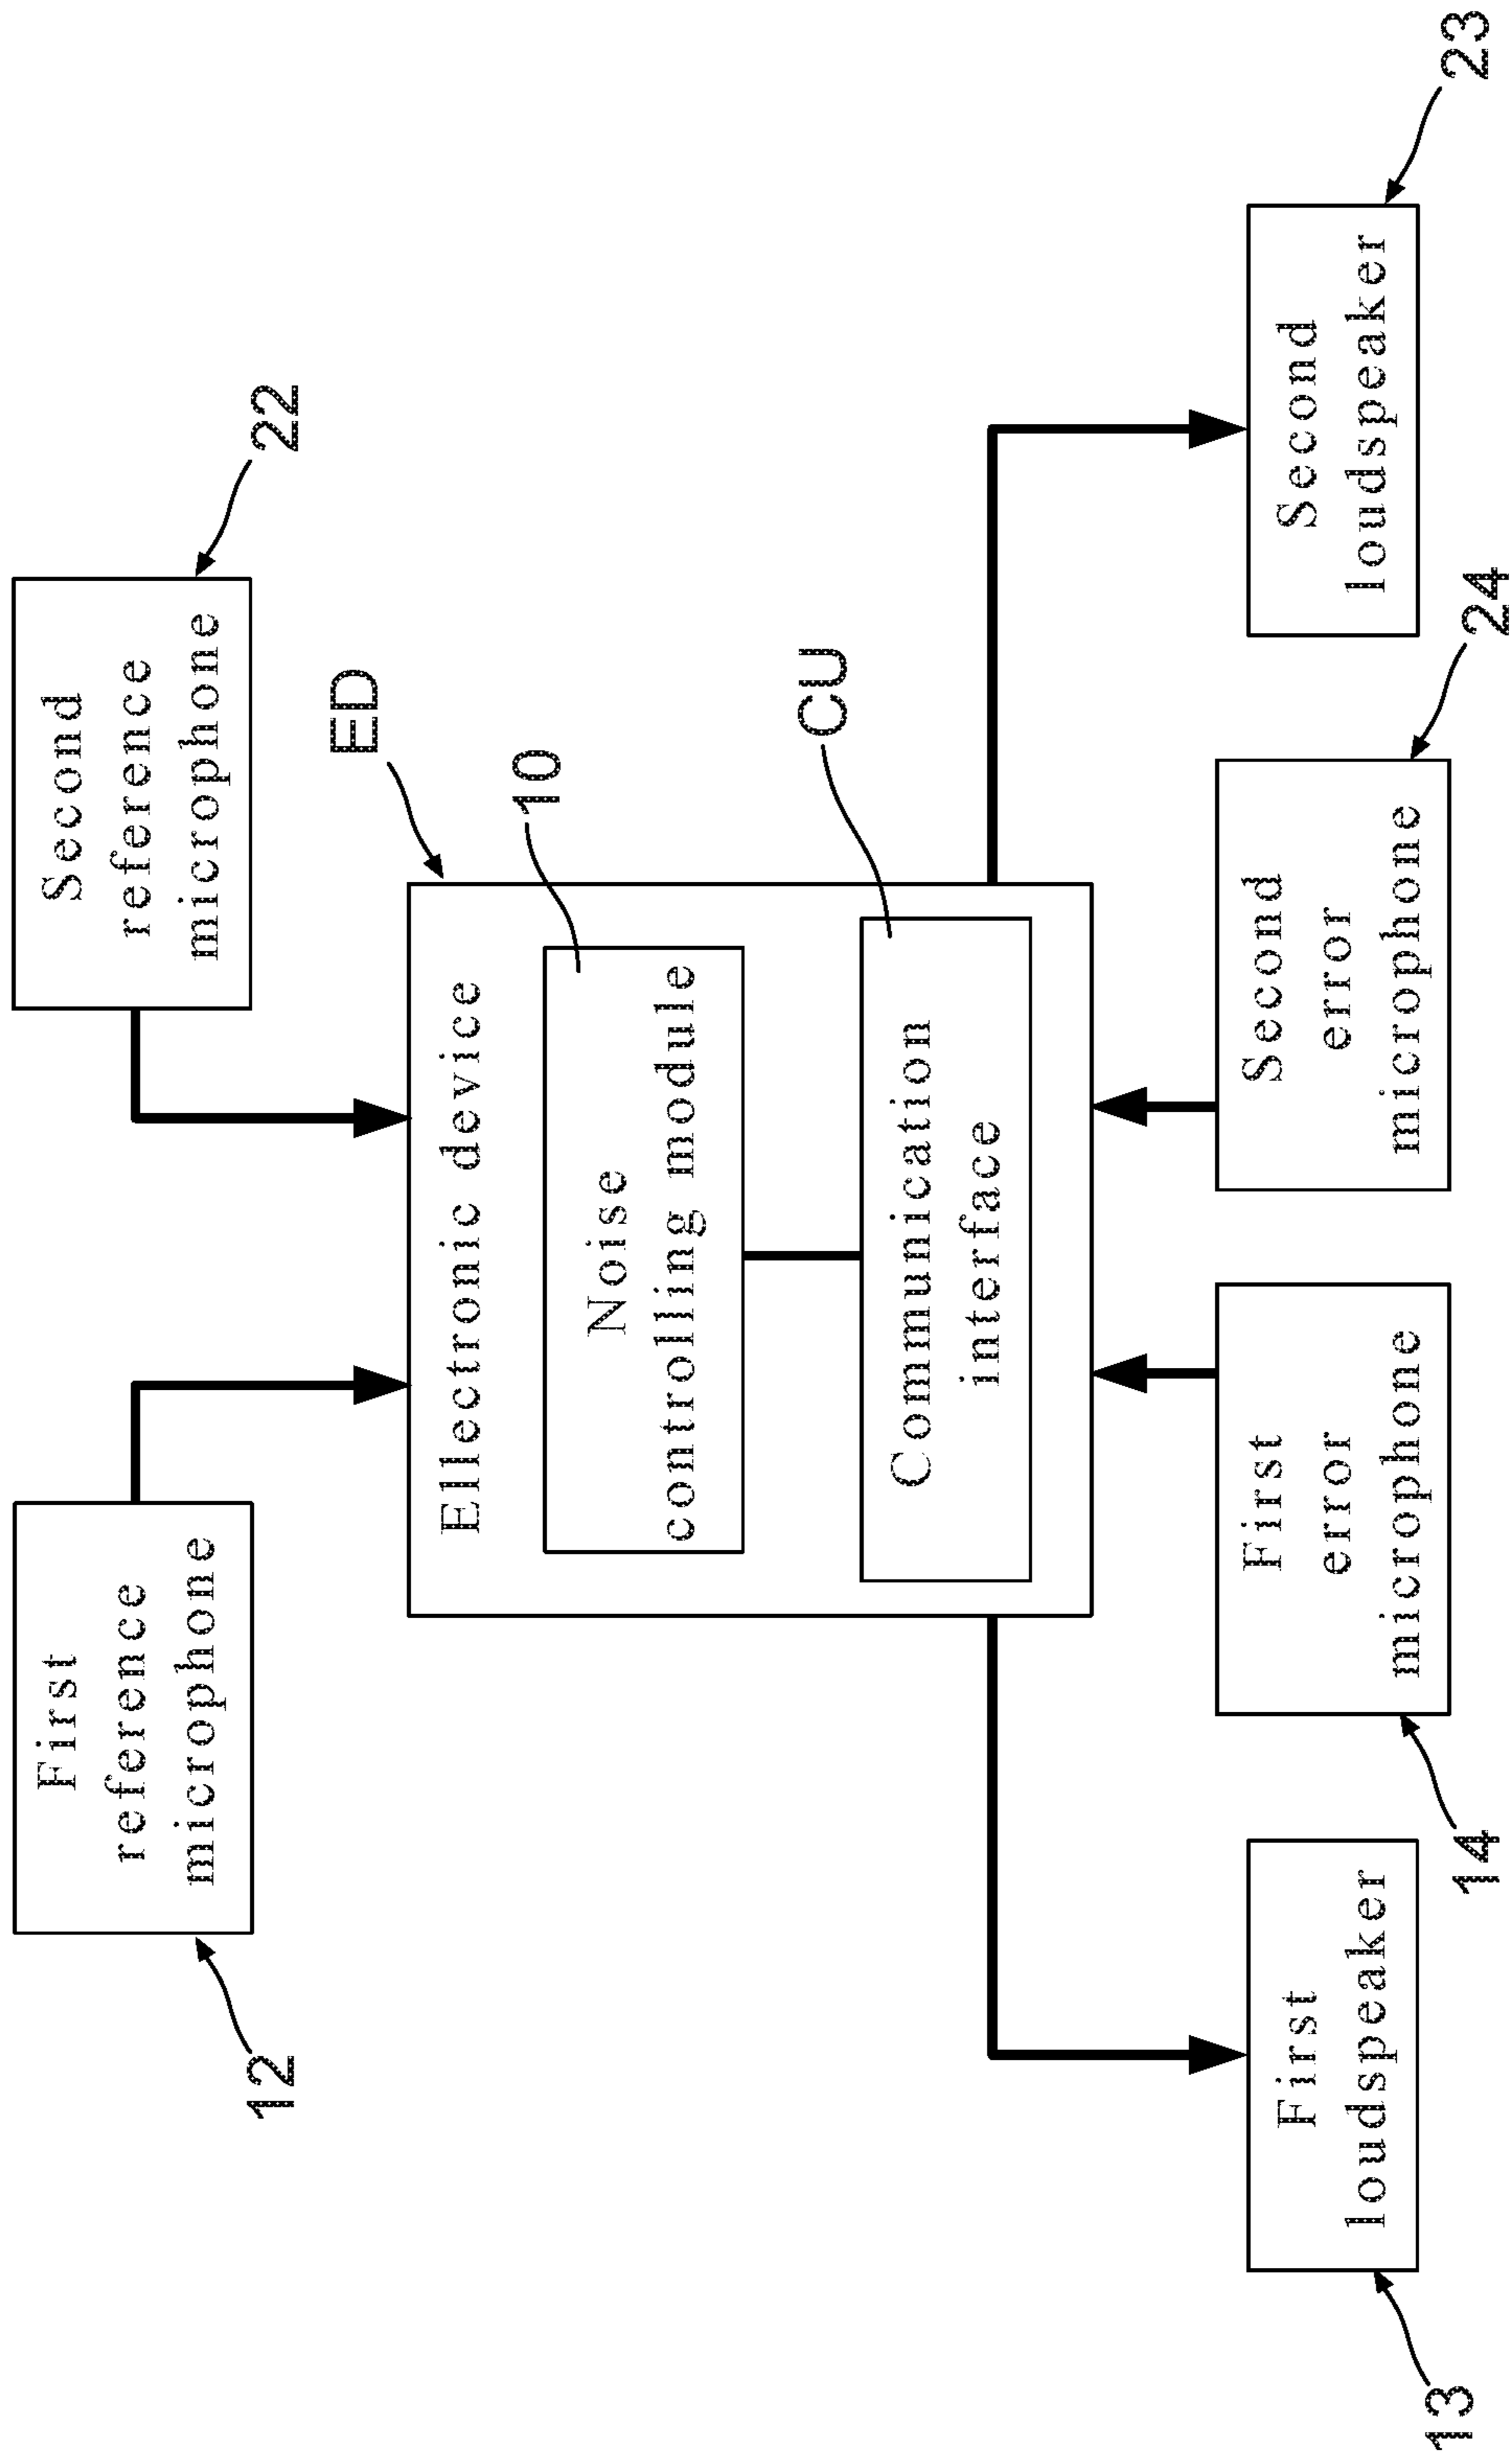 First
reference
microphone
12
Second
reference
microphone
22
ED
Ellectronic device
10
Noise
controlling module
CU
Communication
interface
First
loudspeaker
13
First
error
microphone
14
Second
error
microphone
24
Second
loudspeaker
23